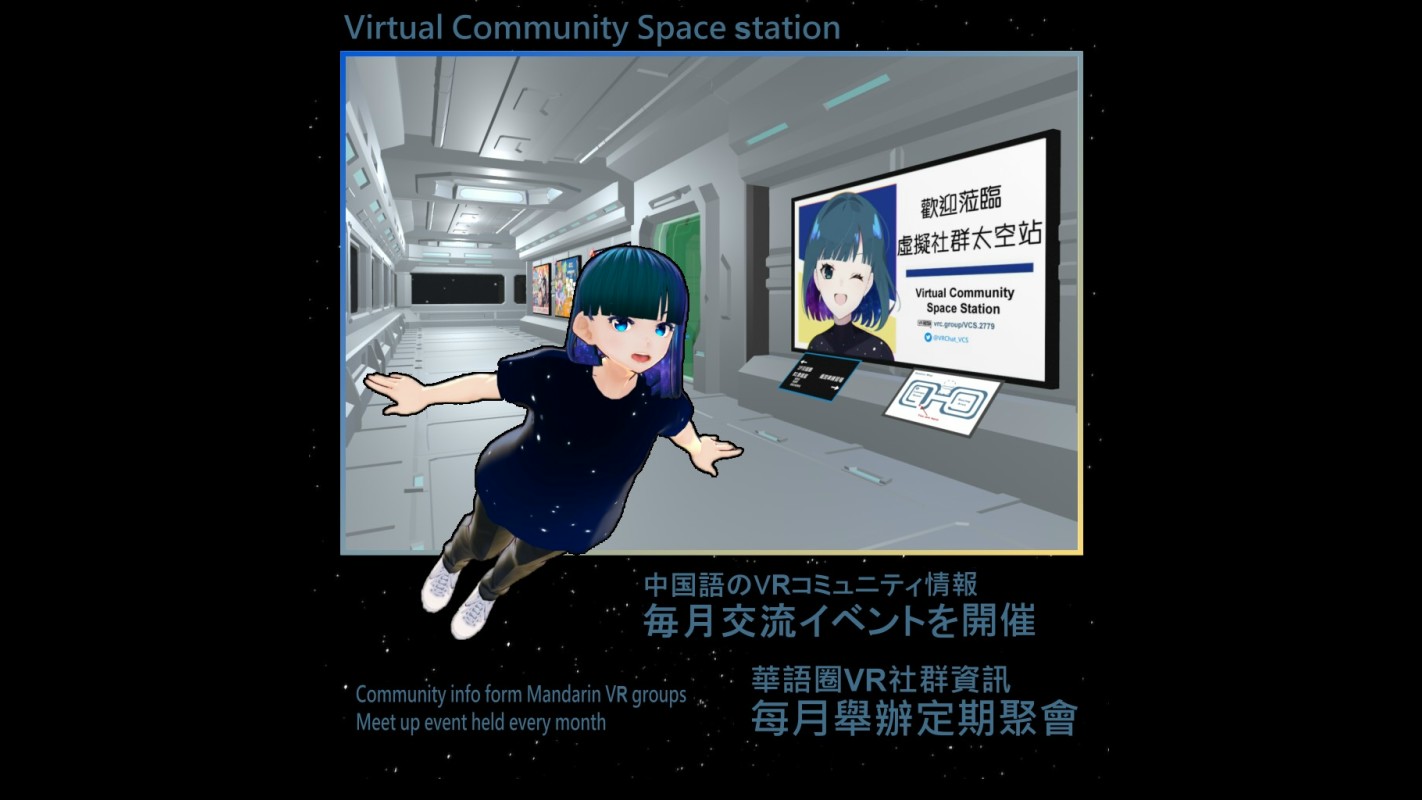 Virtual Community Space station
歡迎蒞臨
虛擬社群太空站
Virtual Community
Space Station
vrc.group/VCS.2779
@VRChat_VCS
中国語のVRコミュニティ情報
毎月交流イベントを開催
華語圈VR社群資訊
每月舉辦定期聚會
Community info form Mandarin VR groups
Meet up event held every month